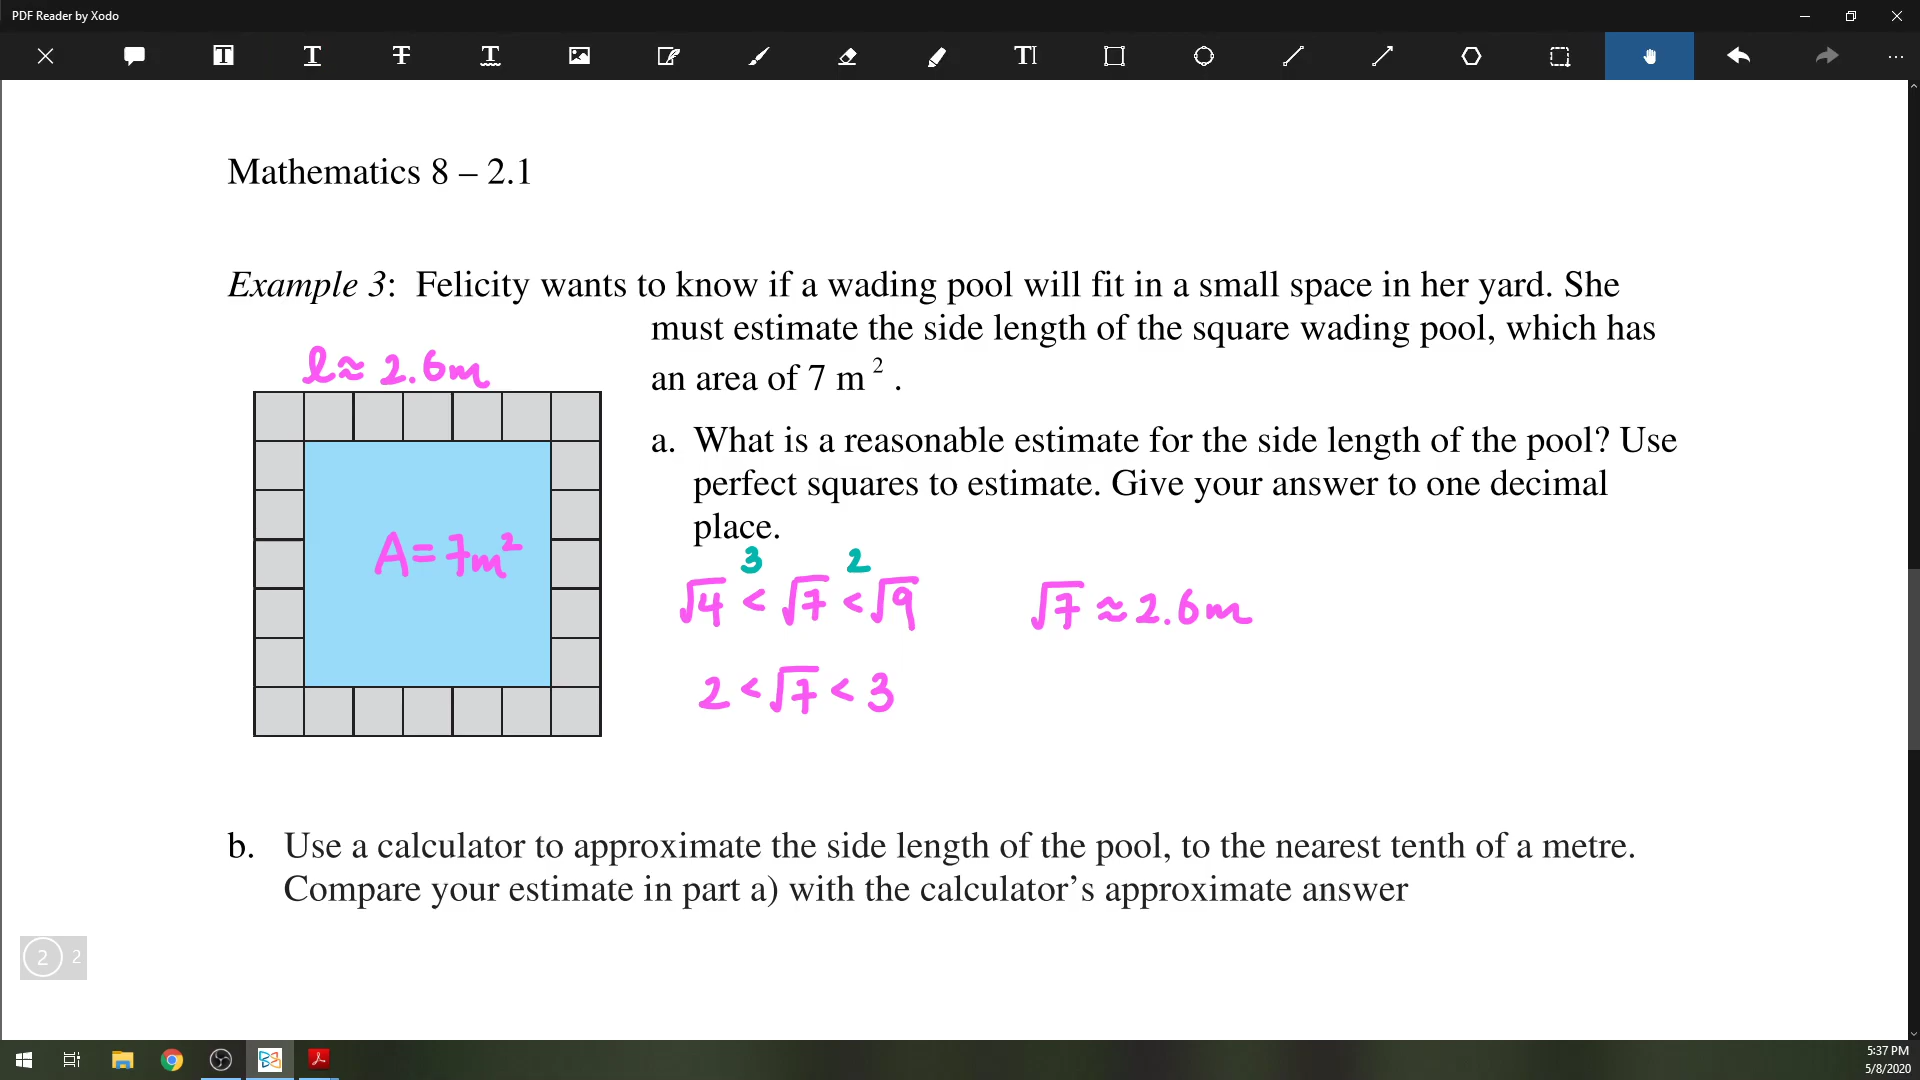 PDF Reader by Xodo
Mathematics 8 – 2.1
Example 3: Felicity wants to know if a wading pool will fit in a small space in her yard. She
must estimate the side length of the square wading pool, which has
an area of 7 m² .
l ≈ 2.6m
A = 7m²
a. What is a reasonable estimate for the side length of the pool? Use
perfect squares to estimate. Give your answer to one decimal
place.
3 2
√4 < √7 < √9 √7 ≈ 2.6m
2 < √7 < 3
b. Use a calculator to approximate the side length of the pool, to the nearest tenth of a metre.
Compare your estimate in part a) with the calculator’s approximate answer
2 2
5:37 PM
5/8/2020